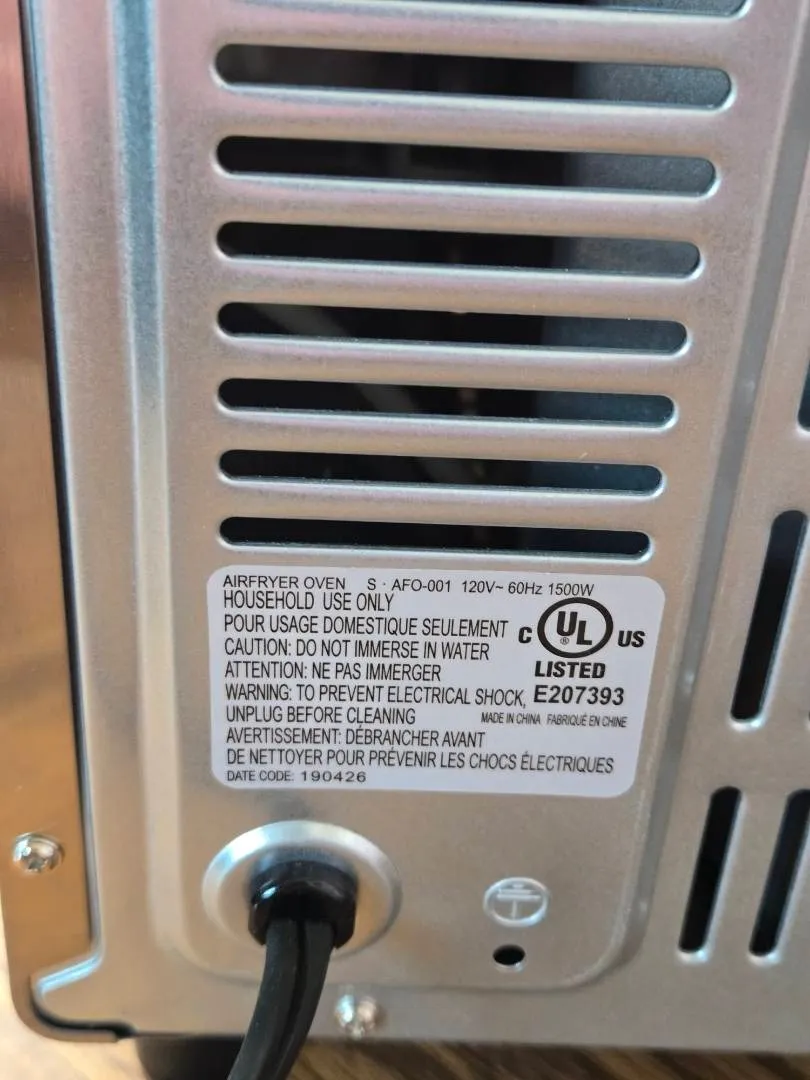 AIRFRYER OVEN S · AFO-001 120V~ 60Hz 1500W
HOUSEHOLD USE ONLY
POUR USAGE DOMESTIQUE SEULEMENT
CAUTION: DO NOT IMMERSE IN WATER
ATTENTION: NE PAS IMMERGER
WARNING: TO PREVENT ELECTRICAL SHOCK,
UNPLUG BEFORE CLEANING
AVERTISSEMENT: DÉBRANCHER AVANT
DE NETTOYER POUR PRÉVENIR LES CHOCS ÉLECTRIQUES
DATE CODE: 190426
C UL ® US
LISTED
E207393
MADE IN CHINA FABRIQUÉ EN CHINE